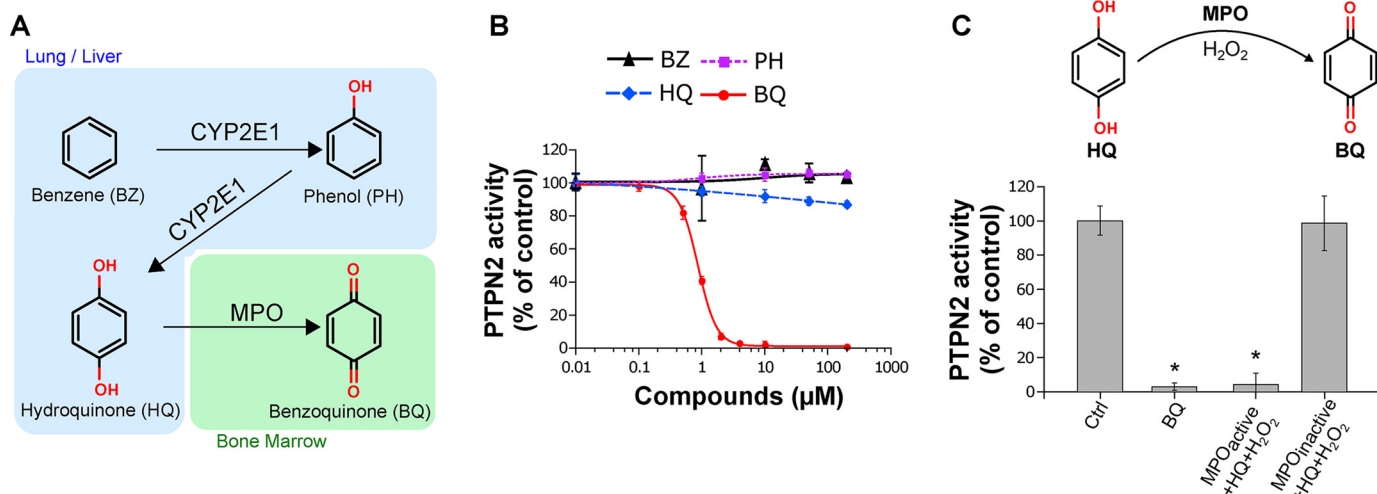 A
Lung / Liver
OH
CYP2E1
Benzene (BZ)
Phenol (PH)
CYP2E1
OH
OH
Hydroquinone (HQ)
MPO
O
O
Benzoquinone (BQ)
Bone Marrow
B
BZ
PH
HQ
BQ
PTPN2 activity
(% of control)
120
100
80
60
40
20
0
0.01
0.1
1
10
100
1000
Compounds (µM)
C
OH
OH
HQ
MPO
H2O2
O
O
BQ
PTPN2 activity
(% of control)
120
100
80
60
40
20
0
*
*
Ctrl
BQ
MPOactive
+HQ+H2O2
MPOinactive
+HQ+H2O2